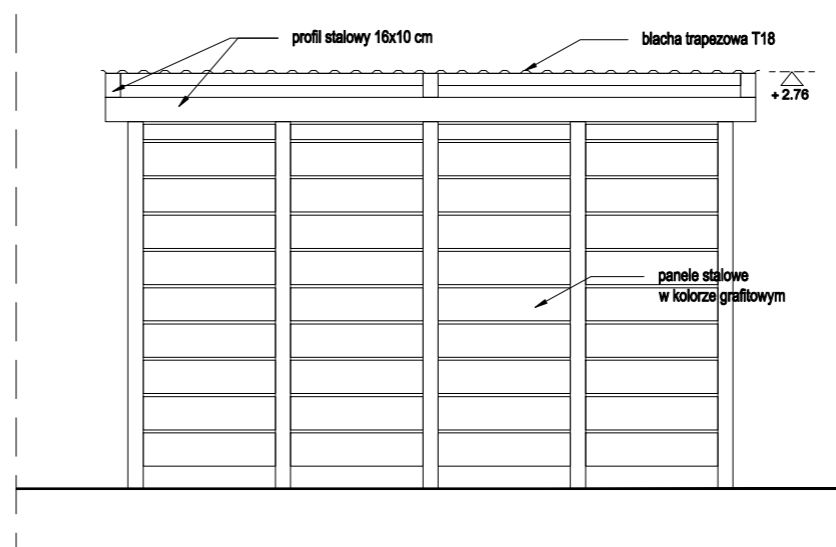 profil stalowy 16x10 cm
blacha trapezowa T18
+ 2.76
panele stalowe
w kolorze grafitowym